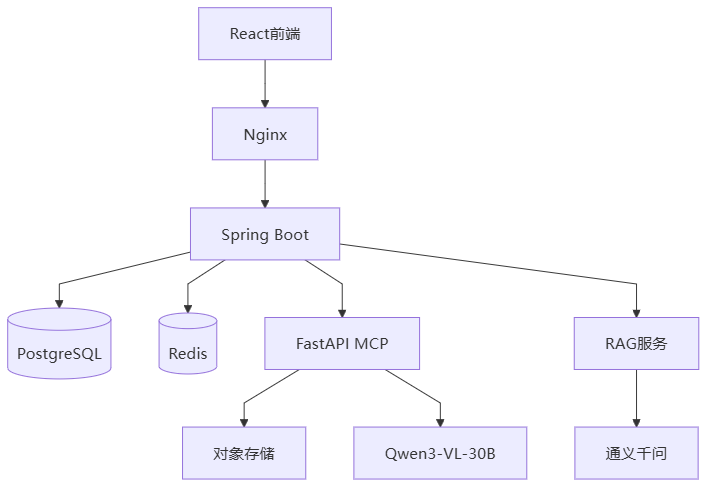 React前端
Nginx
Spring Boot
PostgreSQL
Redis
FastAPI MCP
RAG服务
对象存储
Qwen3-VL-30B
通义千问